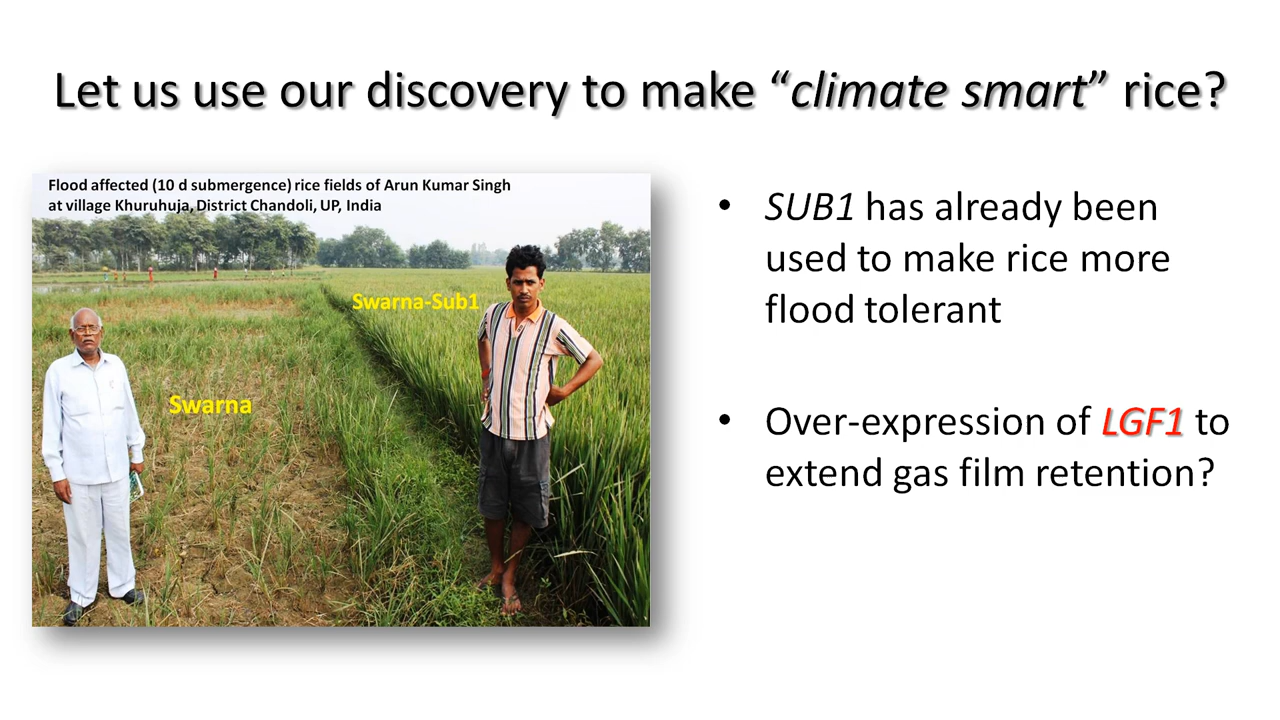 Let us use our discovery to make “climate smart” rice?
Flood affected (10 d submergence) rice fields of Arun Kumar Singh
at village Khuruhuja, District Chandoli, UP, India
Swarna-Sub1
Swarna
• SUB1 has already been
used to make rice more
flood tolerant
• Over-expression of LGF1 to
extend gas film retention?